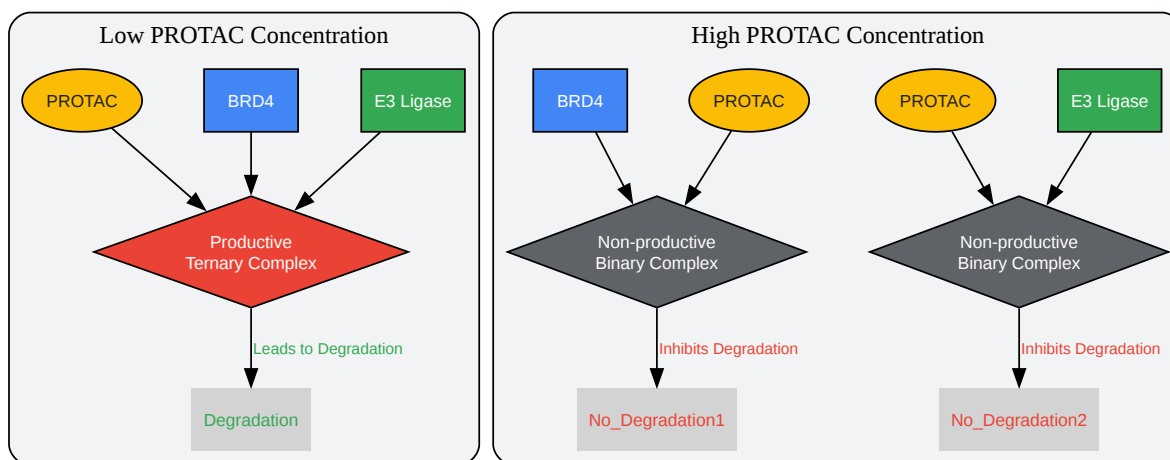 Low PROTAC Concentration
PROTAC
BRD4
E3 Ligase
Productive
Ternary Complex
Leads to Degradation
Degradation
High PROTAC Concentration
BRD4
PROTAC
PROTAC
E3 Ligase
Non-productive
Binary Complex
Non-productive
Binary Complex
Inhibits Degradation
Inhibits Degradation
No_Degradation1
No_Degradation2